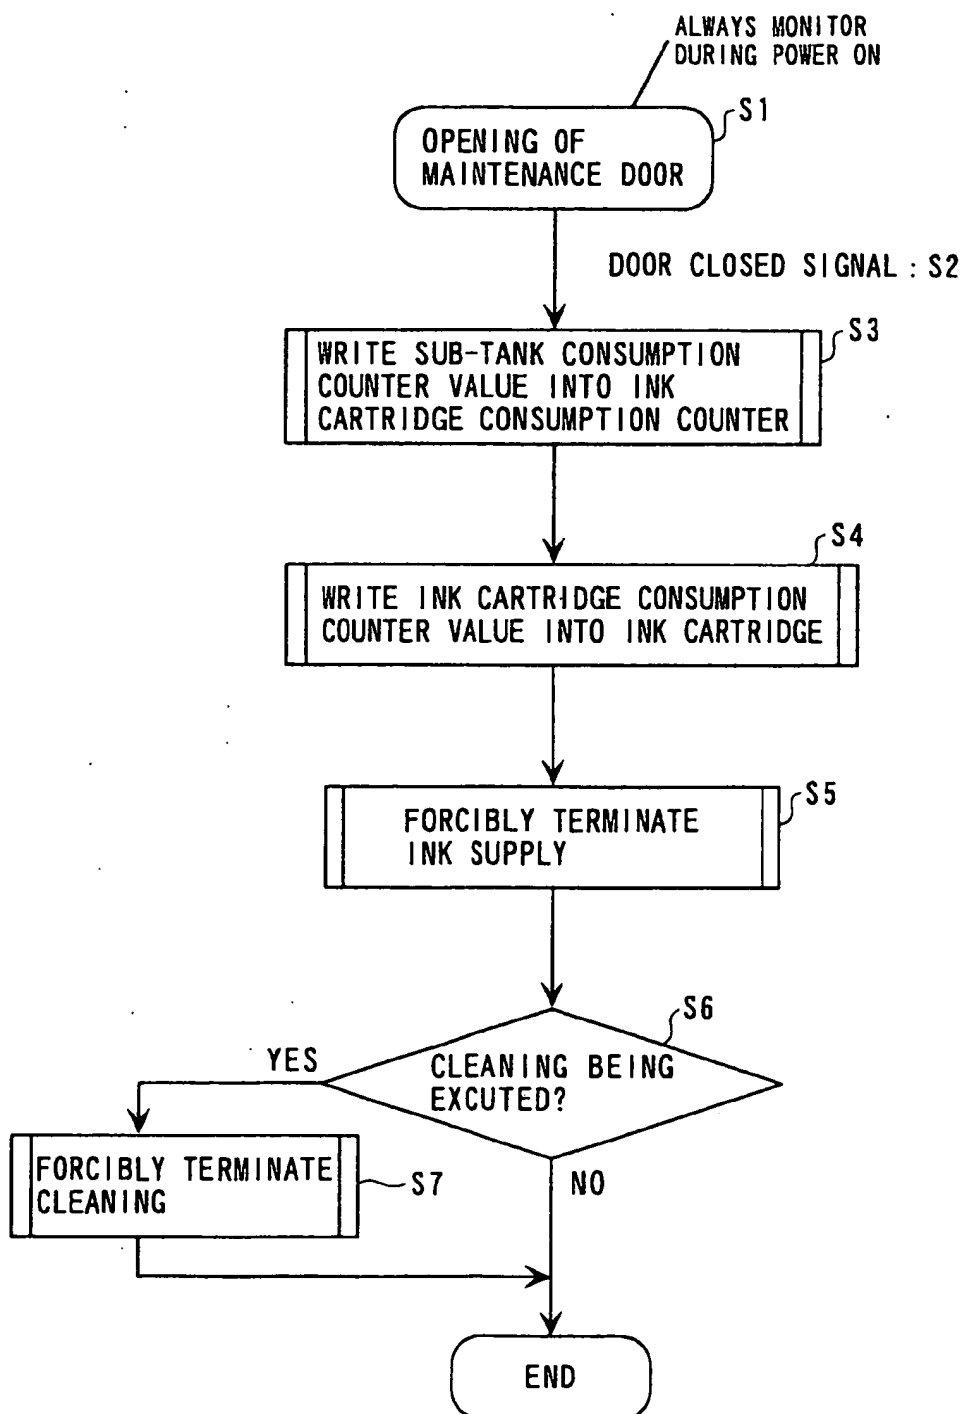 ALWAYS MONITOR
DURING POWER ON
S1
OPENING OF
MAINTENANCE DOOR
DOOR CLOSED SIGNAL : S2
S3
WRITE SUB-TANK CONSUMPTION
COUNTER VALUE INTO INK
CARTRIDGE CONSUMPTION COUNTER
S4
WRITE INK CARTRIDGE CONSUMPTION
COUNTER VALUE INTO INK CARTRIDGE
S5
FORCIBLY TERMINATE
INK SUPPLY
S6
CLEANING BEING
EXCUTED?
YES
FORCIBLY TERMINATE
CLEANING
S7
NO
END